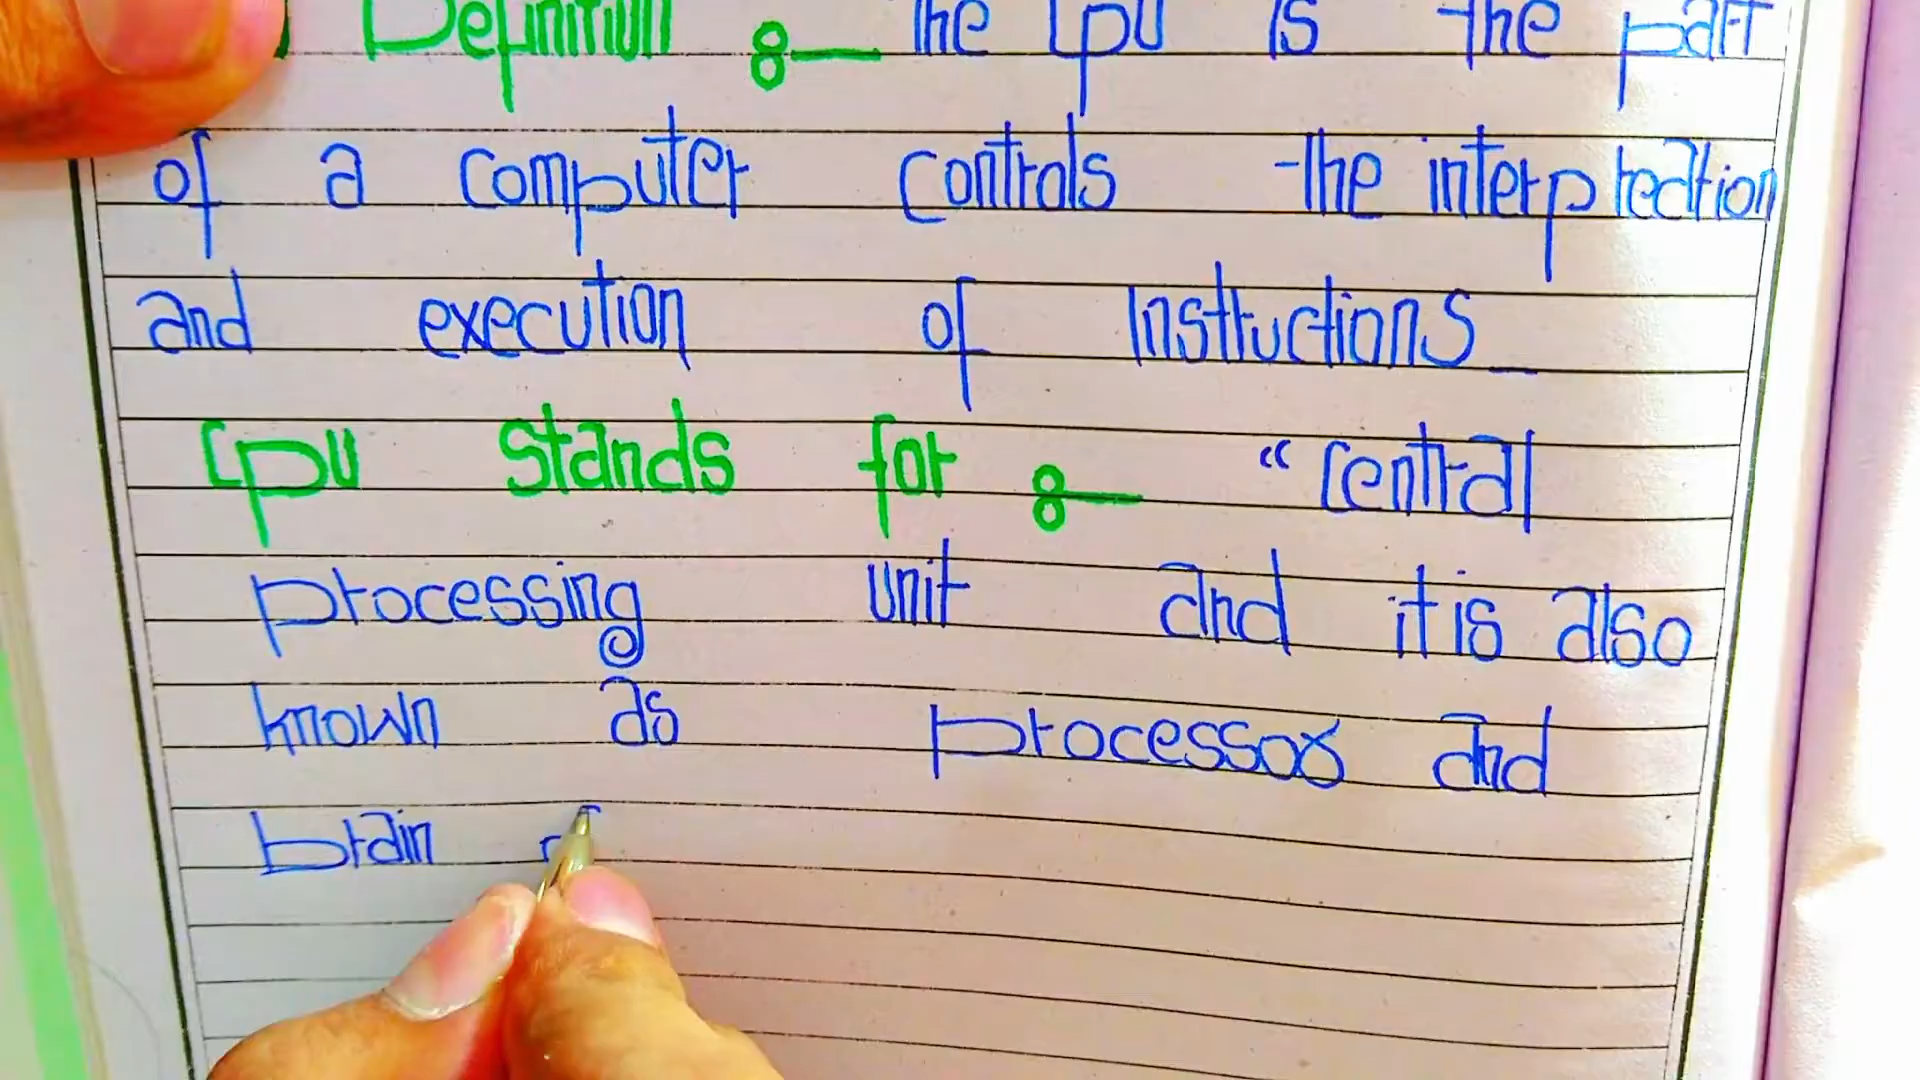 Definition :— The Cpu is the part
of a computer controls the interpreation
and execution of Instructions
Cpu Stands for :— “ Central
processing unit and it is also
known as processor and
brain